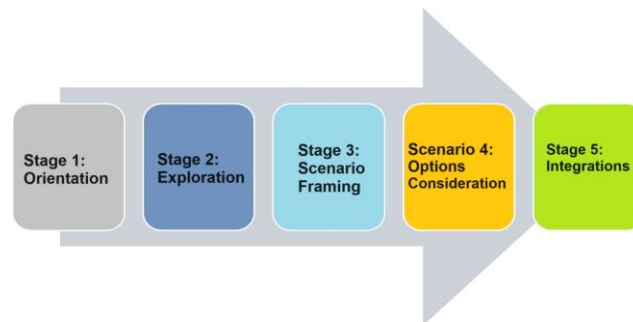 Stage 1:
Orientation
Stage 2:
Exploration
Stage 3:
Scenario
Framing
Scenario 4:
Options
Consideration
Stage 5:
Integrations